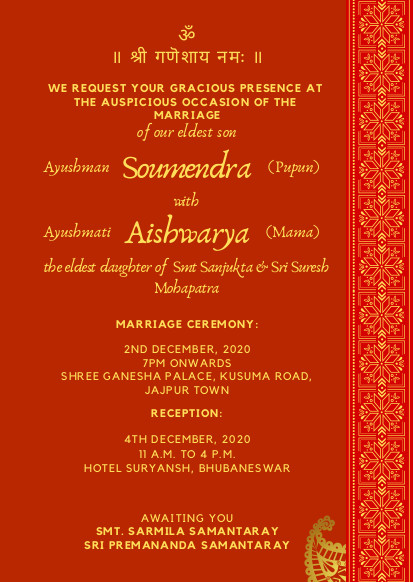 ॐ
॥ श्री गणेशाय नमः ॥
WE REQUEST YOUR GRACIOUS PRESENCE AT
THE AUSPICIOUS OCCASION OF THE
MARRIAGE
of our eldest son
Ayushman Soumendra (Pupun)
with
Ayushmati Aishwarya (Mama)
the eldest daughter of Smt Sanjukta & Sri Suresh
Mohapatra
MARRIAGE CEREMONY:
2ND DECEMBER, 2020
7PM ONWARDS
SHREE GANESHA PALACE, KUSUMA ROAD,
JAJPUR TOWN
RECEPTION:
4TH DECEMBER, 2020
11 A.M. TO 4 P.M.
HOTEL SURYANSH, BHUBANESWAR
AWAITING YOU
SMT. SARMILA SAMANTARAY
SRI PREMANANDA SAMANTARAY